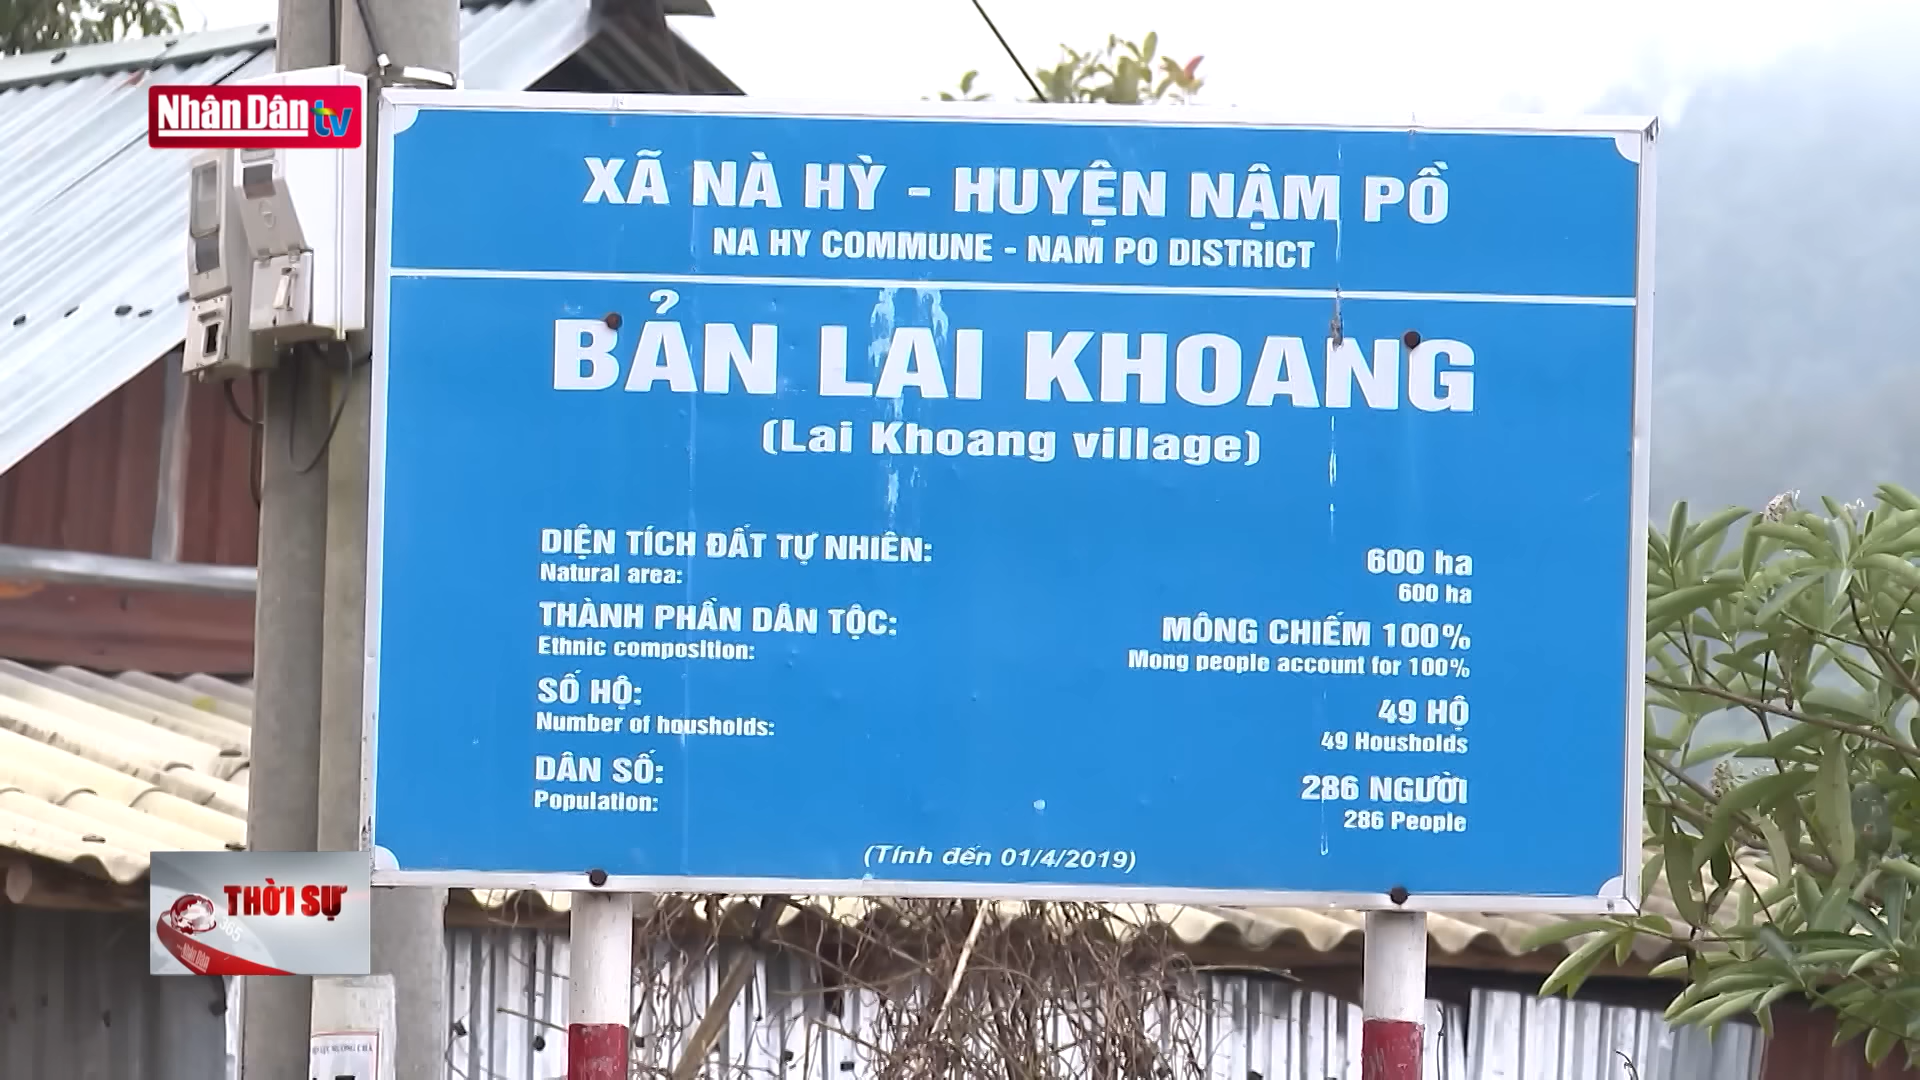 Nhân Dân tv
XÃ NÀ HỲ - HUYỆN NẬM PỒ
NA HY COMMUNE - NAM PO DISTRICT
BẢN LAI KHOANG
(Lai Khoang village)
DIỆN TÍCH ĐẤT TỰ NHIÊN: 600 ha
Natural area: 600 ha
THÀNH PHẦN DÂN TỘC: MÔNG CHIẾM 100%
Ethnic composition: Mong people account for 100%
SỐ HỘ: 49 HỘ
Number of housholds: 49 Housholds
DÂN SỐ: 286 NGƯỜI
Population: 286 People
(Tính đến 01/4/2019)
THỜI SỰ
365
NHÂN DÂN